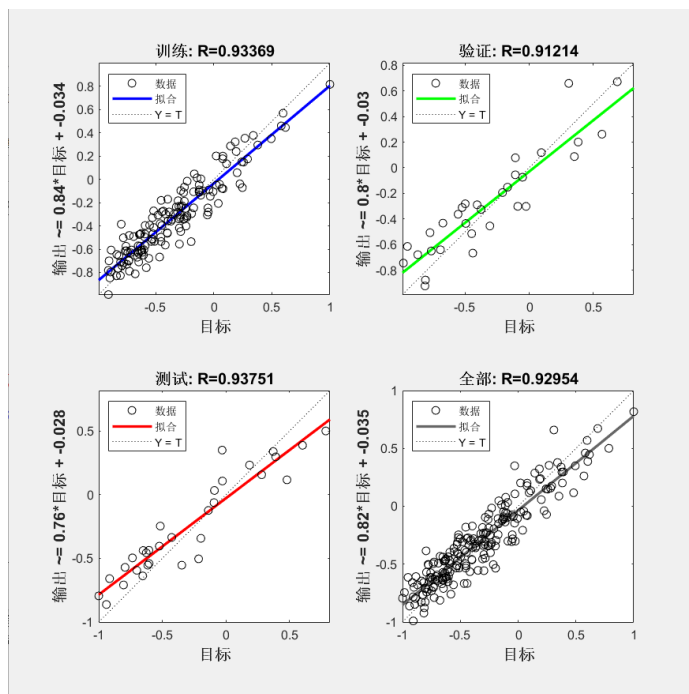 训练: R=0.93369
输出 ~= 0.84*目标 + -0.034
0.8
0.6
0.4
0.2
0
-0.2
-0.4
-0.6
-0.8
数据
拟合
Y = T
-0.5
0
0.5
1
目标
验证: R=0.91214
输出 ~= 0.8*目标 + -0.03
0.8
0.6
0.4
0.2
0
-0.2
-0.4
-0.6
-0.8
数据
拟合
Y = T
-0.5
0
0.5
目标
测试: R=0.93751
输出 ~= 0.76*目标 + -0.028
0.5
0
-0.5
-1
数据
拟合
Y = T
-1
-0.5
0
0.5
目标
全部: R=0.92954
输出 ~= 0.82*目标 + -0.035
1
0.5
0
-0.5
-1
数据
拟合
Y = T
-1
-0.5
0
0.5
1
目标